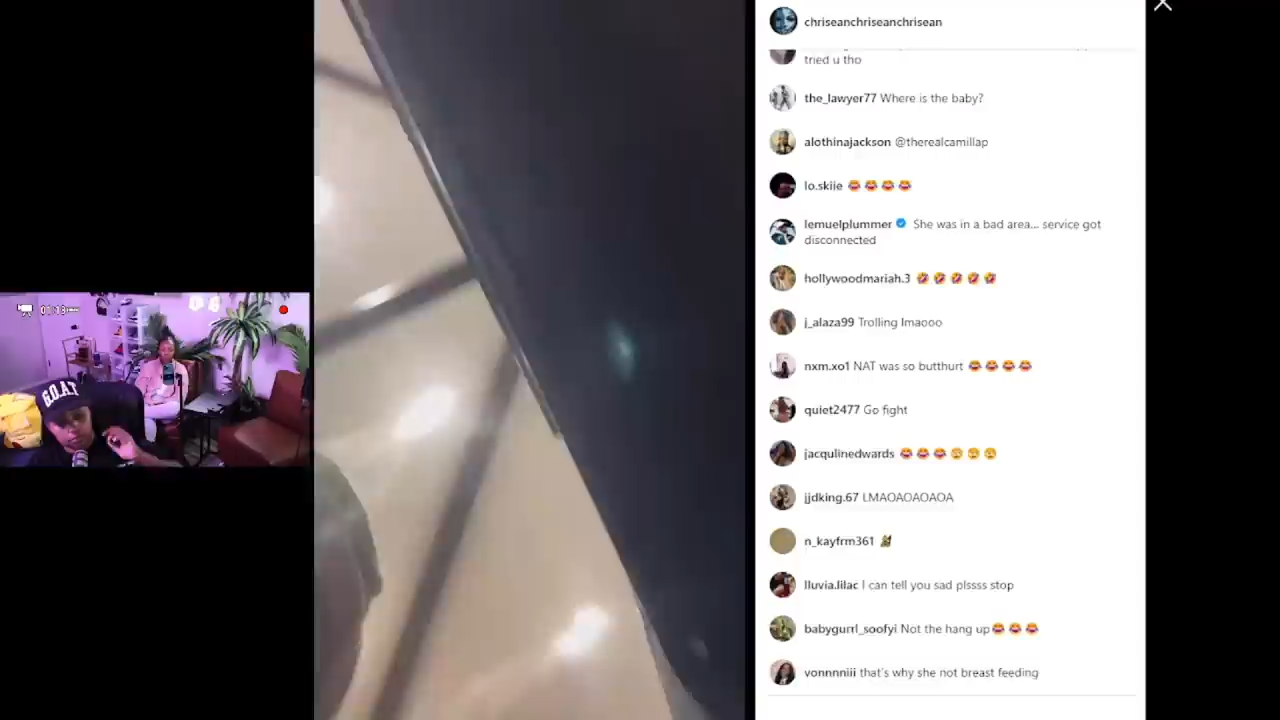 chriseanchriseanchrisean
tried u tho
the_lawyer77 Where is the baby?
alothinajackson @therealcamillap
lo.skiie 😂😂😂😂
lemuelplummer She was in a bad area... service got
disconnected
hollywoodmariah.3 🤣🤣🤣🤣🤣
j_alaza99 Trolling lmaooo
nxm.xo1 NAT was so butthurt 😂😂😂😂
quiet2477 Go fight
jacqulinedwards
jjdking.67 LMAOAOAOAOA
n_kayfrm361
lluvia.lilac I can tell you sad plssss stop
babygurrl_soofyi Not the hang up😂😂😂
vonnnniii that's why she not breast feeding
G.O.A.T